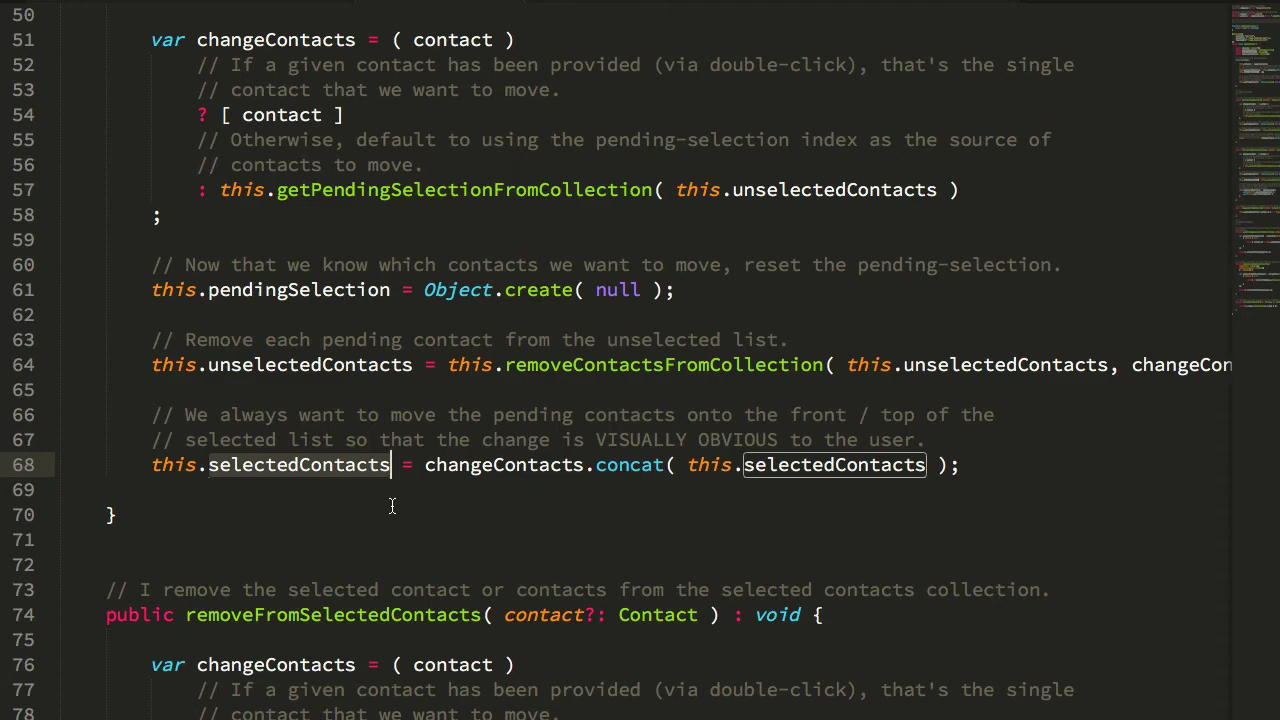 50
51 var changeContacts = ( contact )
52 // If a given contact has been provided (via double-click), that's the single
53 // contact that we want to move.
54 ? [ contact ]
55 // Otherwise, default to using the pending-selection index as the source of
56 // contacts to move.
57 : this.getPendingSelectionFromCollection( this.unselectedContacts )
58 ;
59
60 // Now that we know which contacts we want to move, reset the pending-selection.
61 this.pendingSelection = Object.create( null );
62
63 // Remove each pending contact from the unselected list.
64 this.unselectedContacts = this.removeContactsFromCollection( this.unselectedContacts, changeCon
65
66 // We always want to move the pending contacts onto the front / top of the
67 // selected list so that the change is VISUALLY OBVIOUS to the user.
68 this.selectedContacts = changeContacts.concat( this.selectedContacts );
69
70 }
71
72
73 // I remove the selected contact or contacts from the selected contacts collection.
74 public removeFromSelectedContacts( contact?: Contact ) : void {
75
76 var changeContacts = ( contact )
77 // If a given contact has been provided (via double-click), that's the single
78 // contact that we want to move.